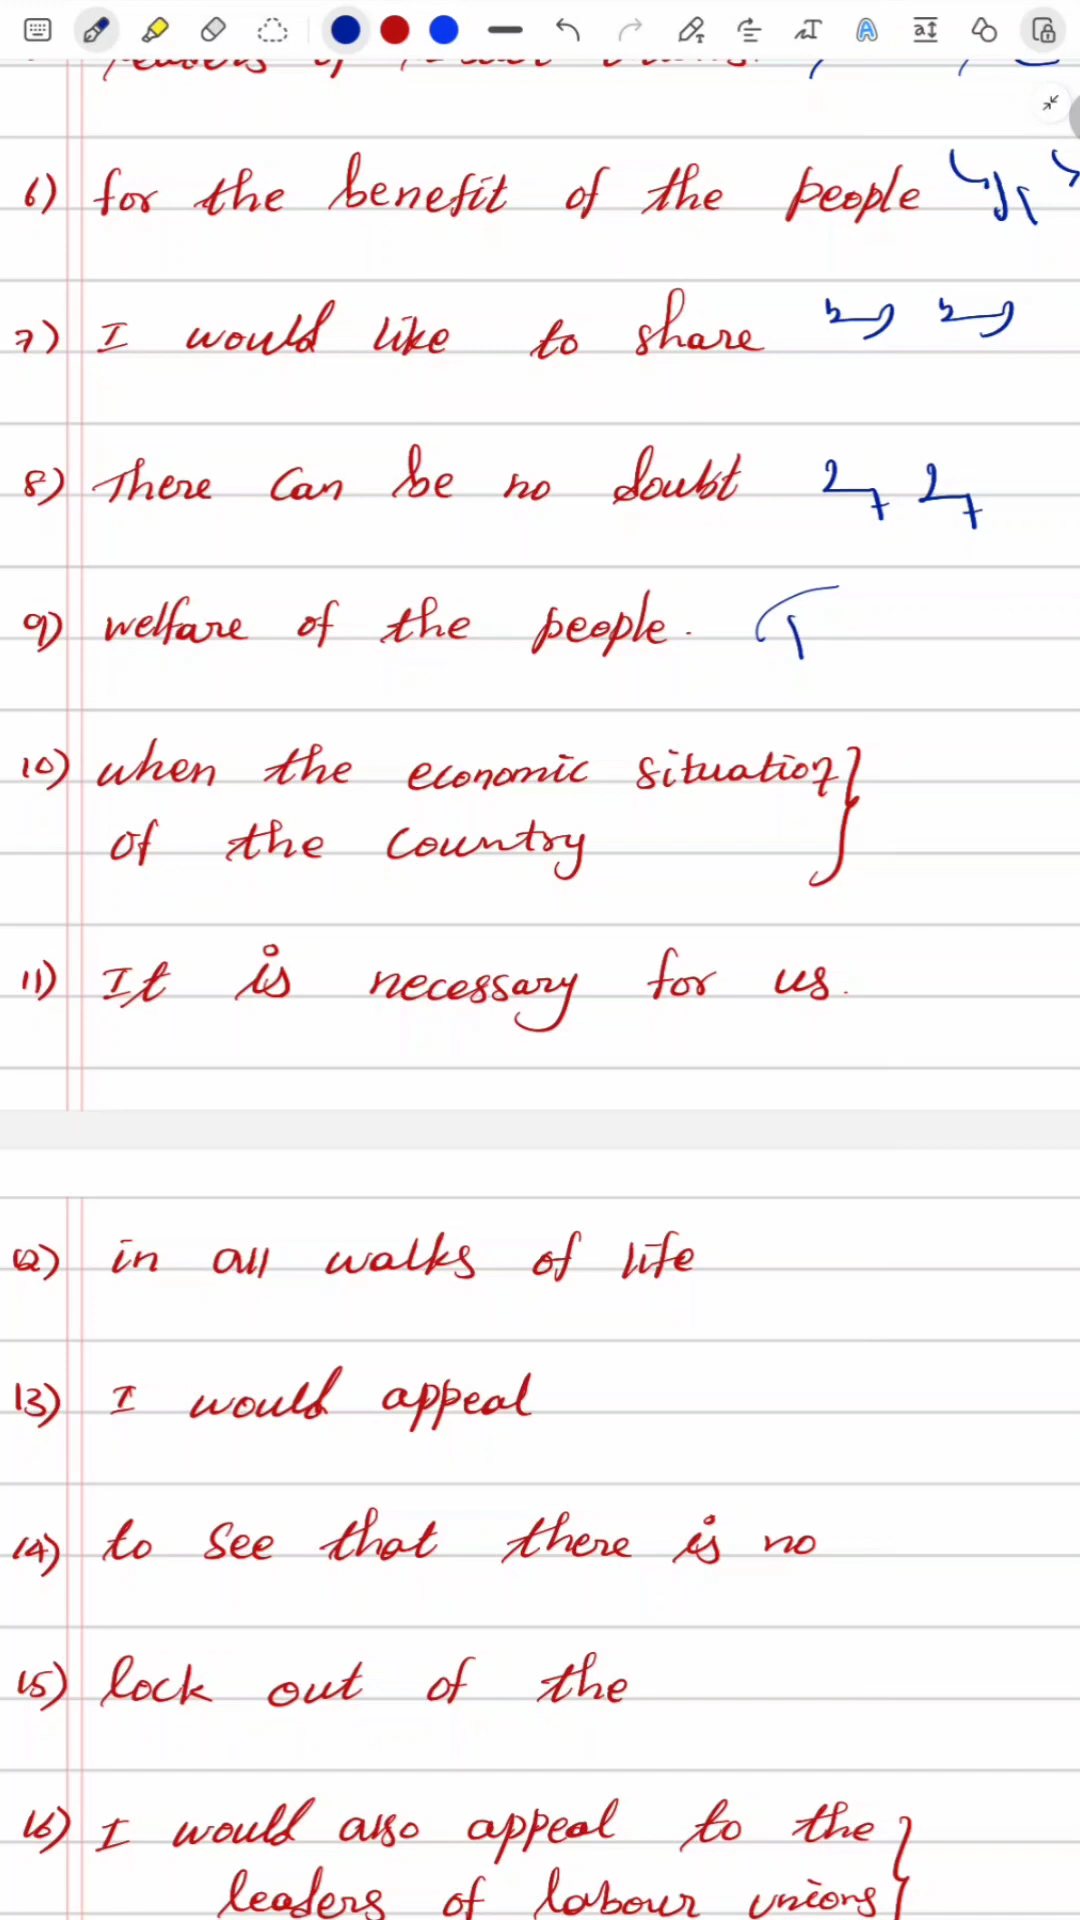 6) for the benefit of the people
7) I would like to share
8) There can be no doubt
9) welfare of the people.
10) when the economic situation
of the country
11) It is necessary for us.
12) in all walks of life
13) I would appeal
14) to see that there is no
15) lock out of the
16) I would also appeal to the
leaders of labour unions